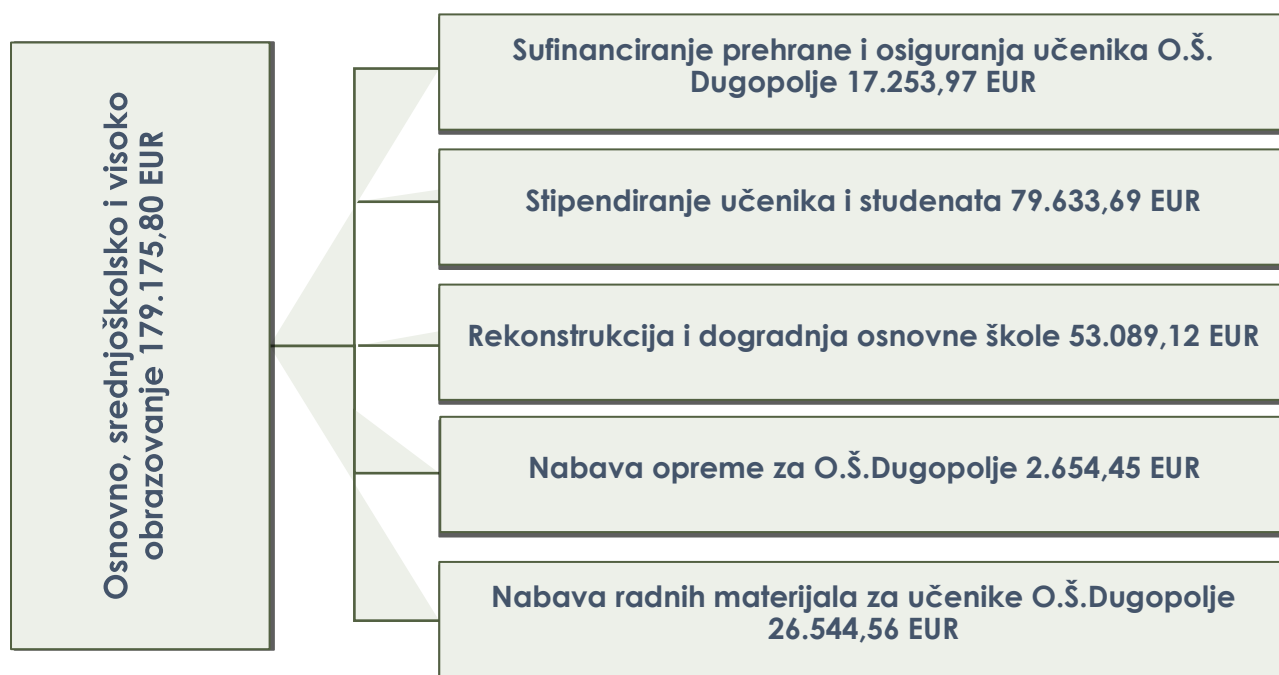 Osnovno, srednjoškolsko i visoko
obrazovanje 179.175,80 EUR
Sufinanciranje prehrane i osiguranja učenika O.Š.
Dugopolje 17.253,97 EUR
Stipendiranje učenika i studenata 79.633,69 EUR
Rekonstrukcija i dogradnja osnovne škole 53.089,12 EUR
Nabava opreme za O.Š.Dugopolje 2.654,45 EUR
Nabava radnih materijala za učenike O.Š.Dugopolje
26.544,56 EUR